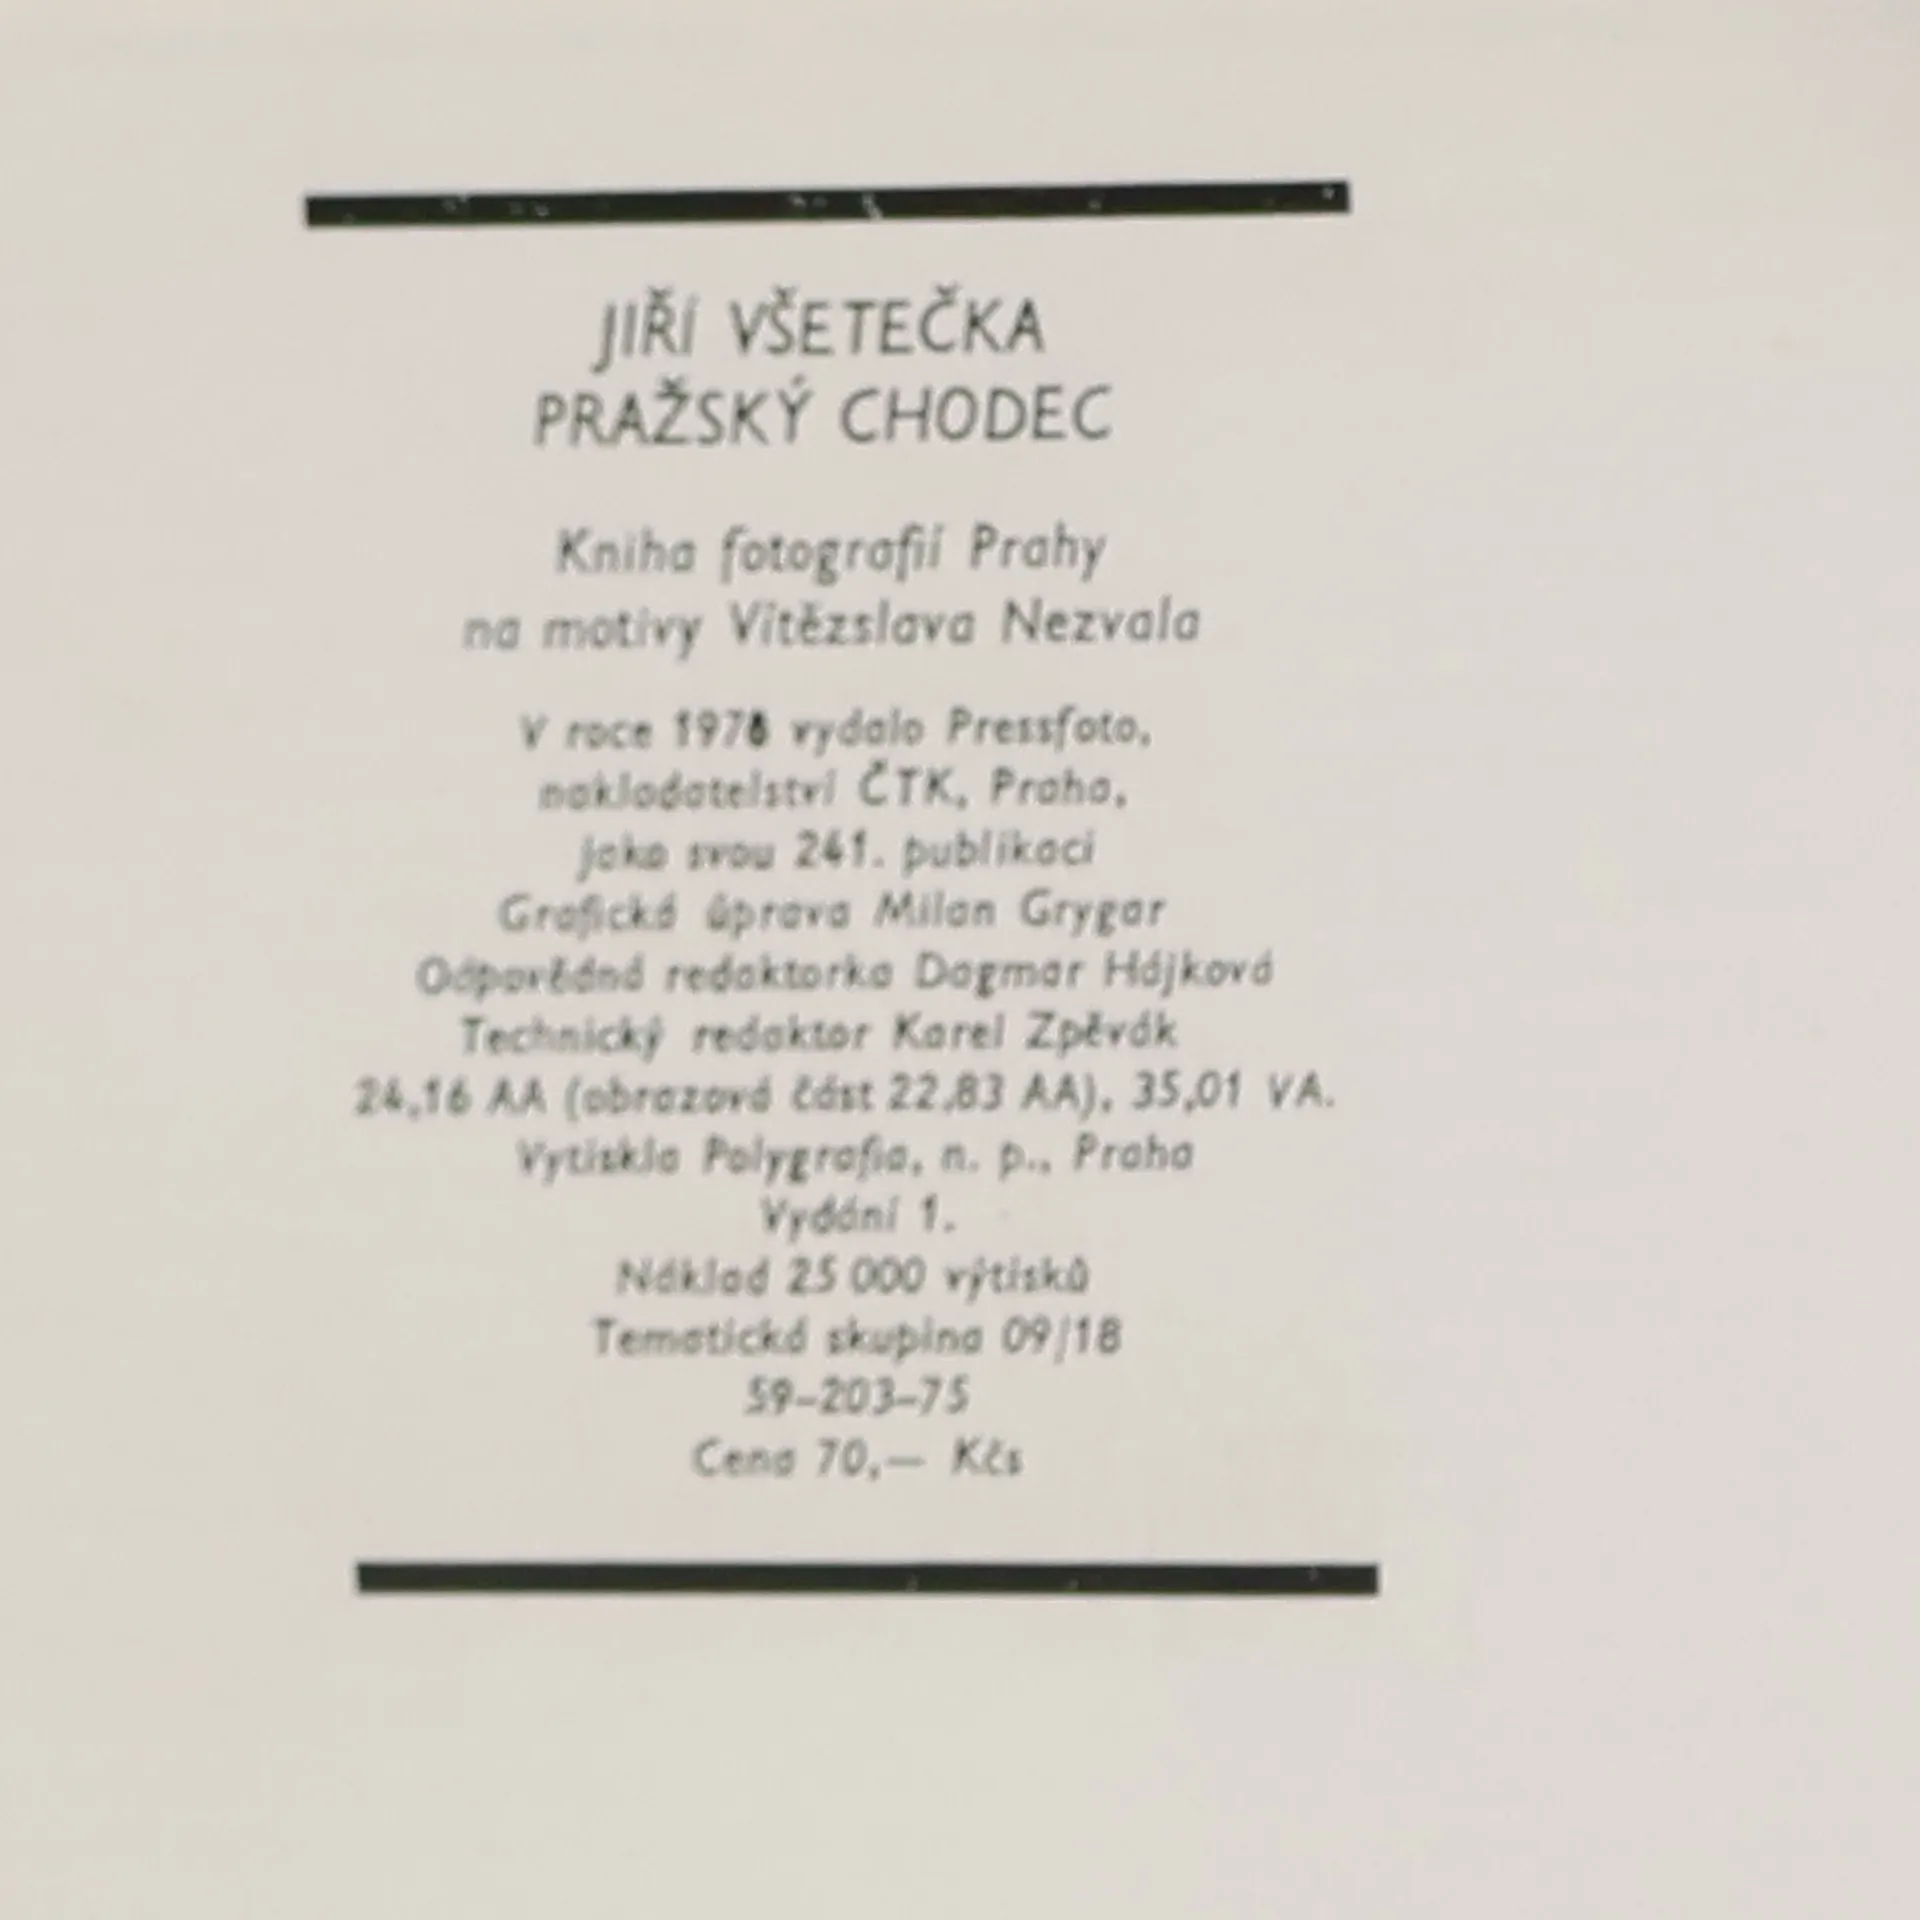 JIŘÍ VŠETEČKA
PRAŽSKÝ CHODEC
Kniha fotografií Prahy
na motivy Vítězslava Nezvala
V roce 1978 vydalo Pressfoto,
nakladatelství ČTK, Praha,
jako svou 241. publikaci
Grafická úprava Milan Grygar
Odpovědná redaktorka Dagmar Hájková
Technický redaktor Karel Zpěvák
24,16 AA (obrazová část 22,83 AA), 35,01 VA.
Vytiskla Polygrafia, n. p., Praha
Vydání 1.
Náklad 25 000 výtisků
Tematická skupina 09/18
59–203–75
Cena 70,— Kčs